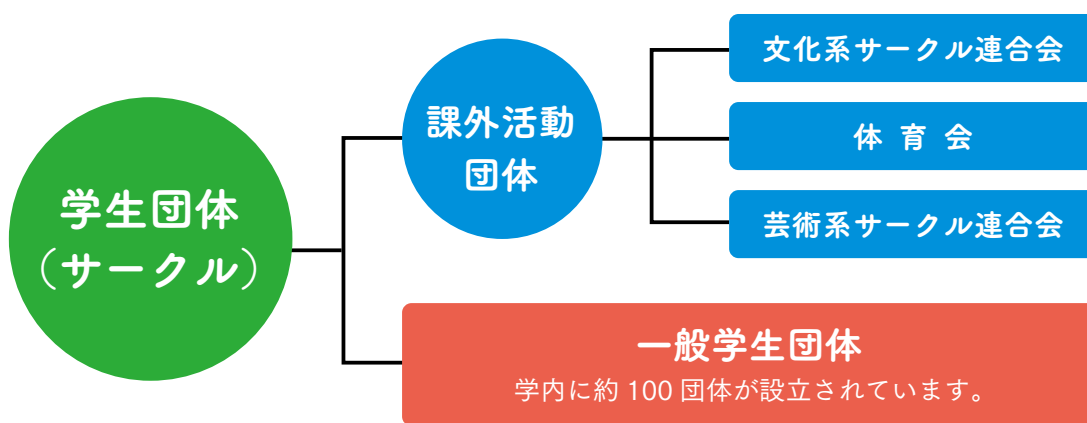 学生団体
（サークル）
課外活動
団体
文化系サークル連合会
体育会
芸術系サークル連合会
一般学生団体
学内に約 100 団体が設立されています。